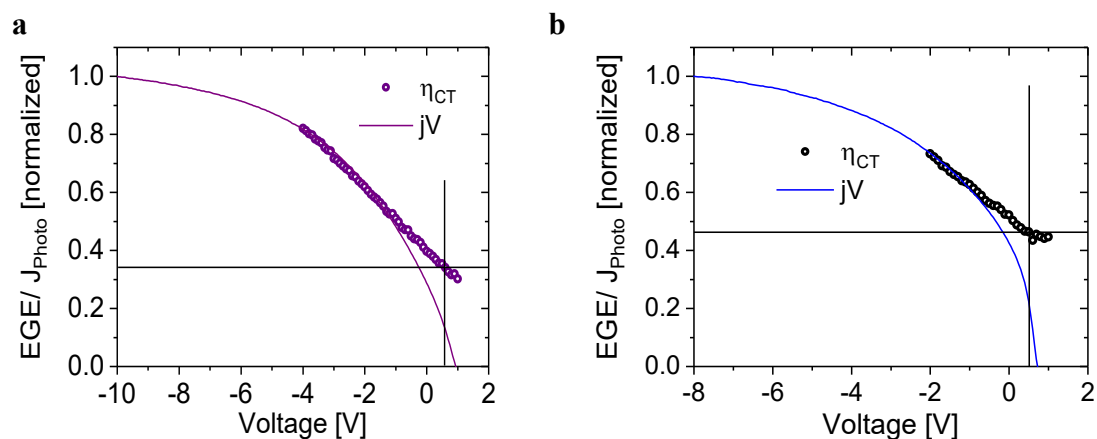 a
EGE/ J_Photo [normalized]
1.0
0.8
0.6
0.4
0.2
0.0
η_CT
jV
-10 -8 -6 -4 -2 0 2
Voltage [V]
b
EGE/ J_Photo [normalized]
1.0
0.8
0.6
0.4
0.2
0.0
η_CT
jV
-8 -6 -4 -2 0 2
Voltage [V]